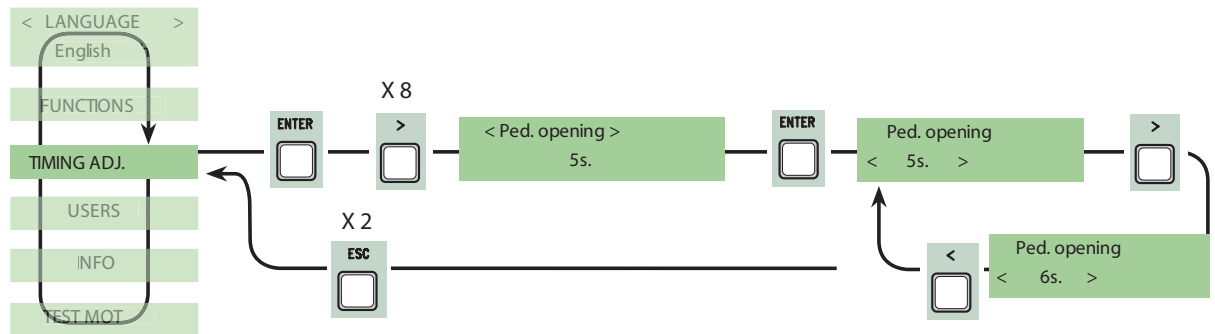 < LANGUAGE >
English
FUNCTIONS
TIMING ADJ.
USERS
INFO
TEST MOT
ENTER
X 8
>
< Ped. opening >
5s.
ENTER
Ped. opening
< 5s. >
>
Ped. opening
< 6s. >
<
X 2
ESC